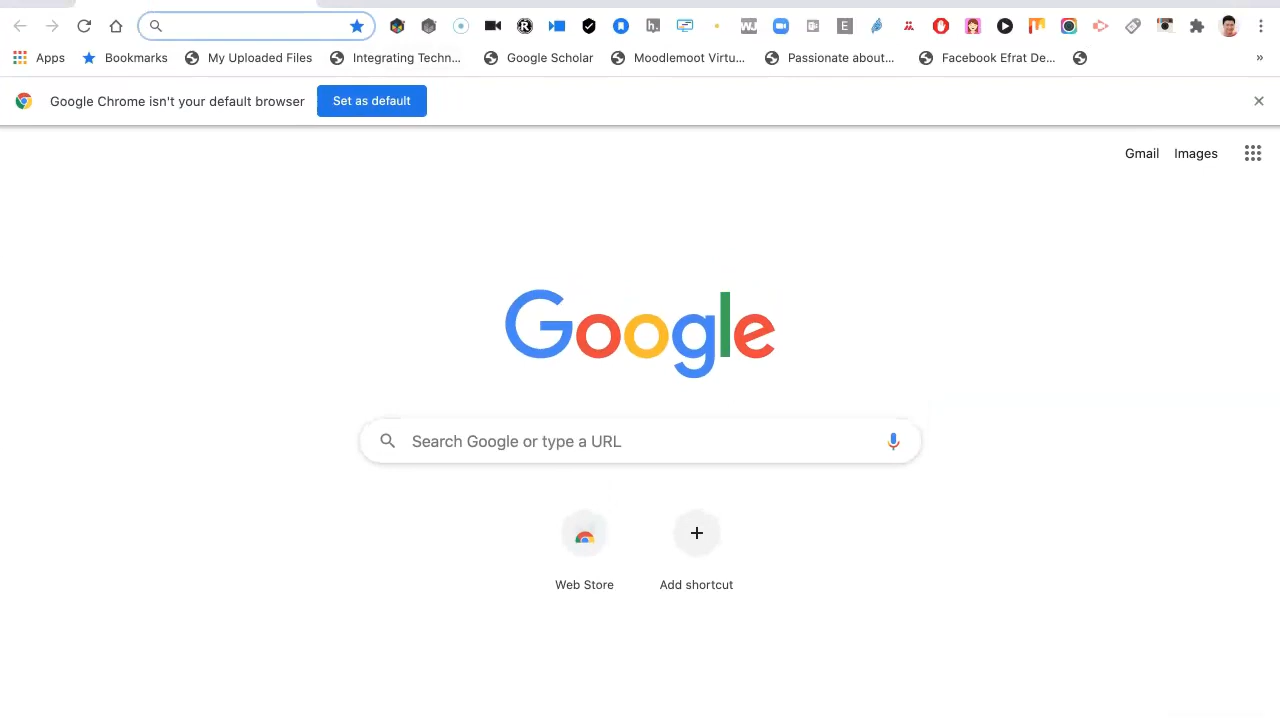 Apps Bookmarks My Uploaded Files Integrating Techn... Google Scholar Moodlemoot Virtu... Passionate about... Facebook Efrat De... »
Google Chrome isn't your default browser Set as default
Gmail Images
Google
Search Google or type a URL
Web Store Add shortcut